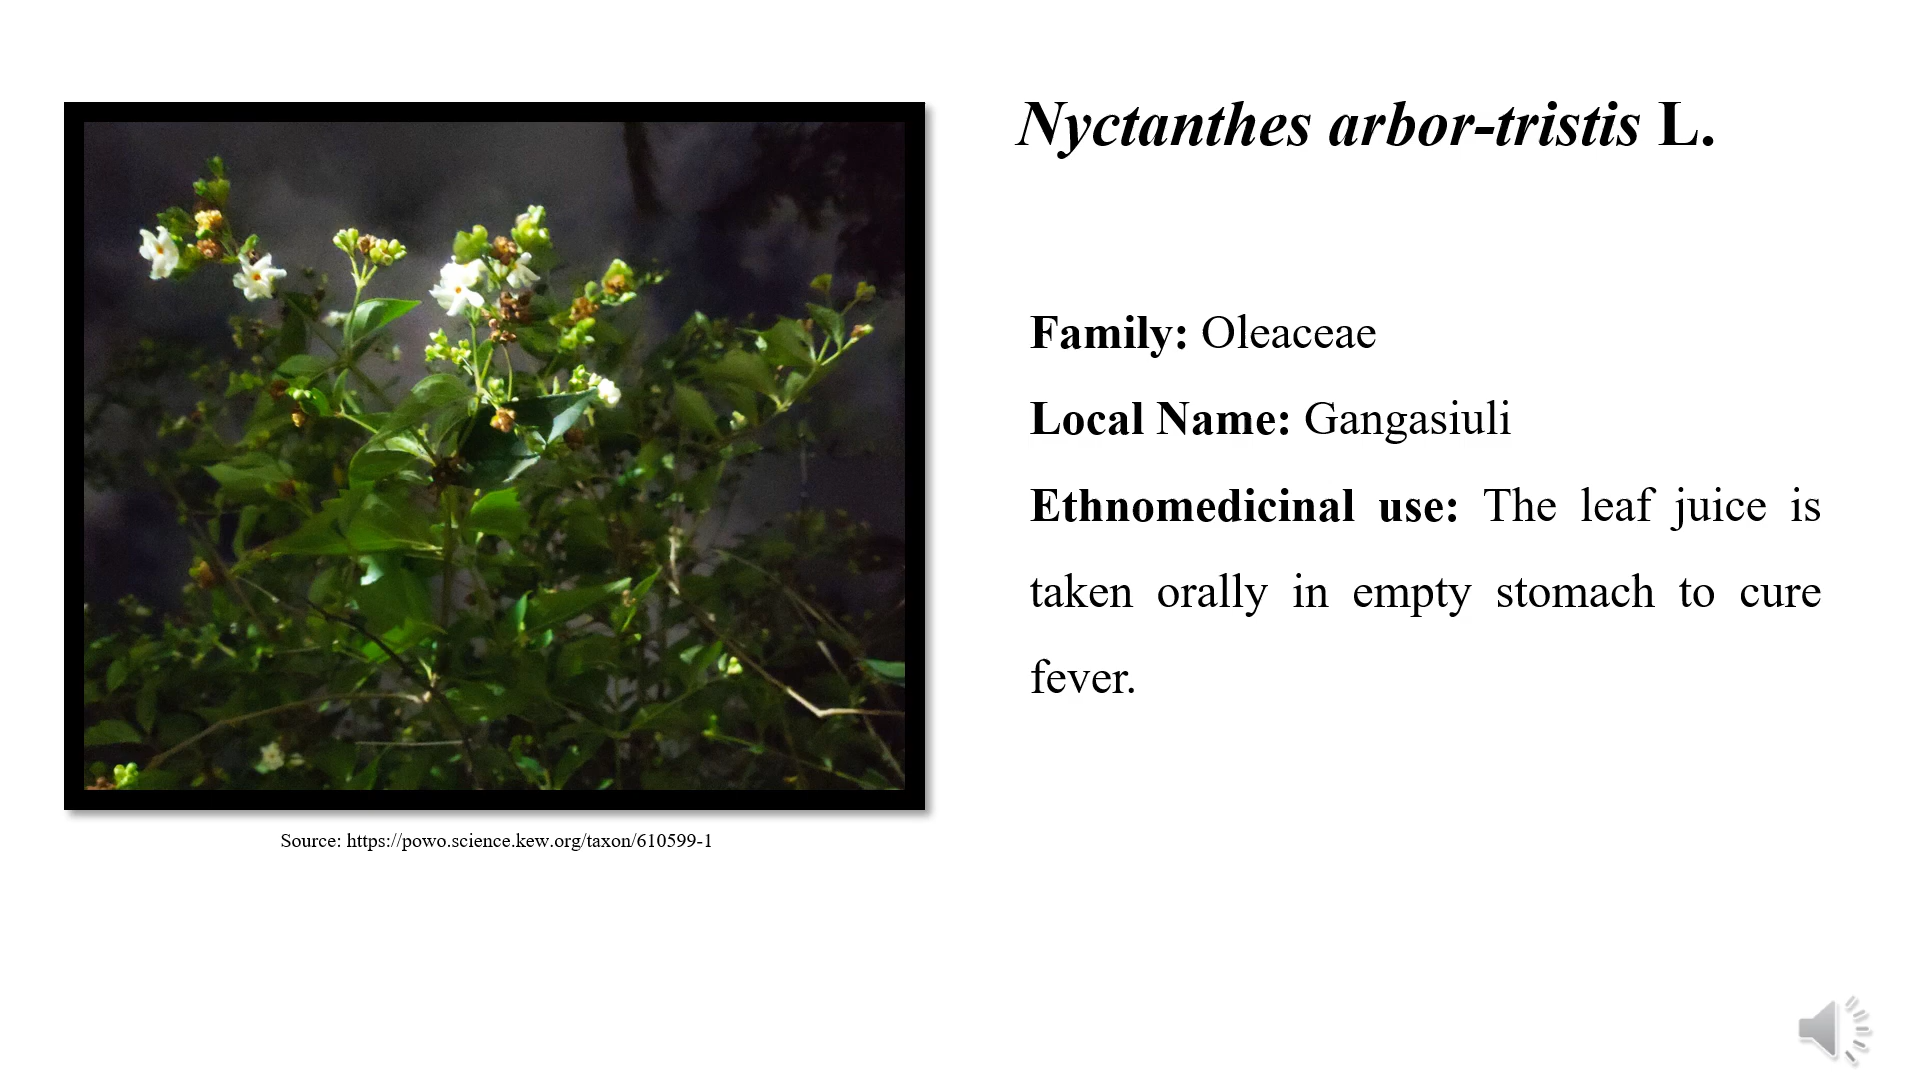 Nyctanthes arbor-tristis L.
Family: Oleaceae
Local Name: Gangasiuli
Ethnomedicinal use: The leaf juice is
taken orally in empty stomach to cure
fever.
Source: https://powo.science.kew.org/taxon/610599-1